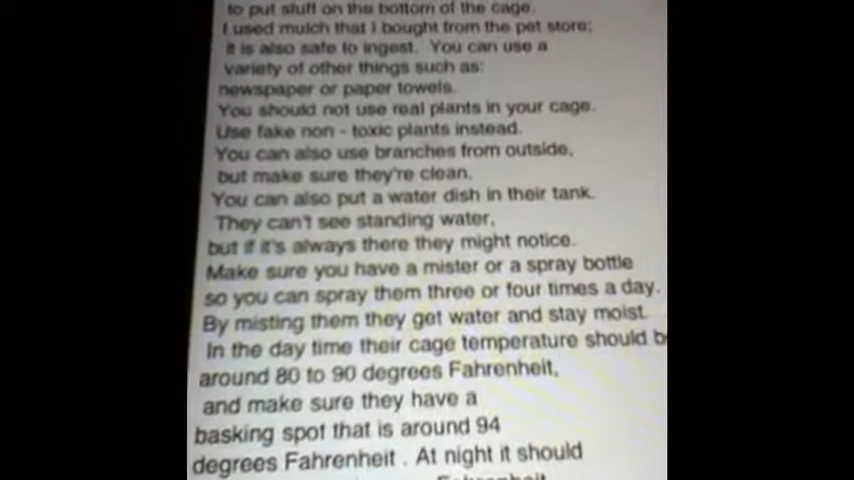 to put stuff on the bottom of the cage.
I used mulch that I bought from the pet store;
it is also safe to ingest. You can use a
variety of other things such as:
newspaper or paper towels.
You should not use real plants in your cage.
Use fake non - toxic plants instead.
You can also use branches from outside,
but make sure they're clean.
You can also put a water dish in their tank.
They can't see standing water,
but if it's always there they might notice.
Make sure you have a mister or a spray bottle
so you can spray them three or four times a day.
By misting them they get water and stay moist.
In the day time their cage temperature should b
around 80 to 90 degrees Fahrenheit,
and make sure they have a
basking spot that is around 94
degrees Fahrenheit . At night it should
Fahrenheit